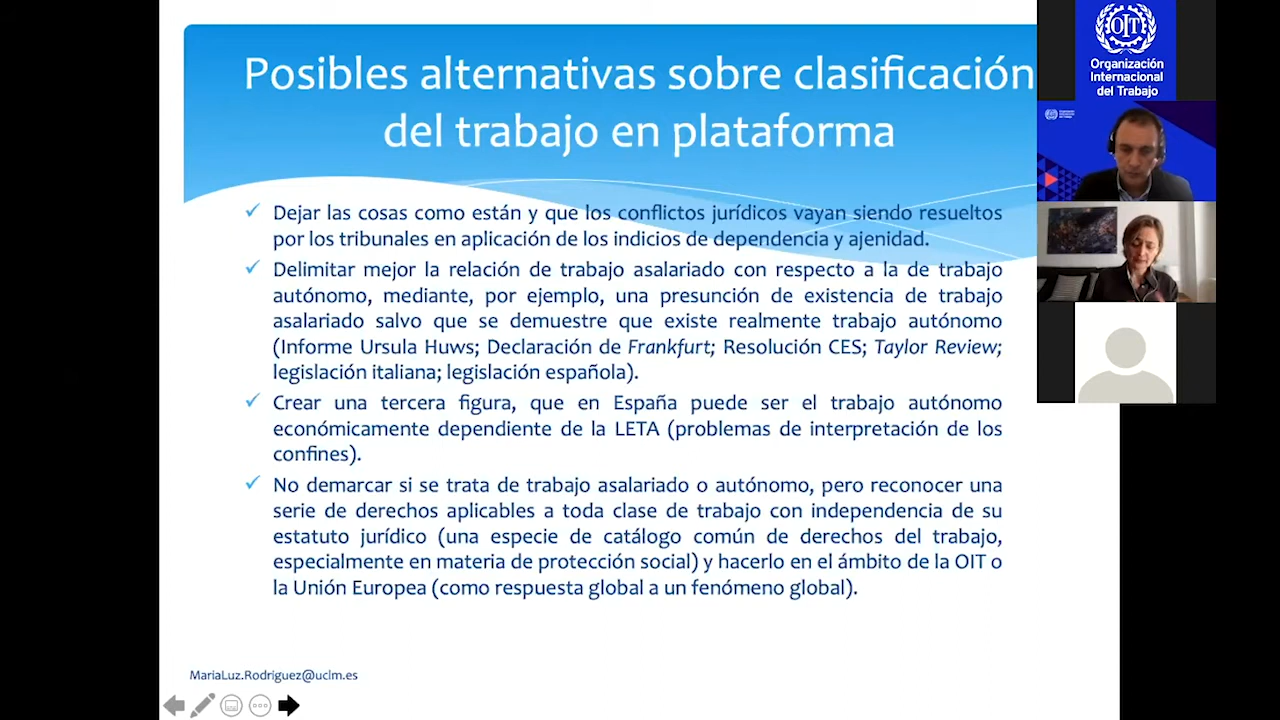 Posibles alternativas sobre clasificación
del trabajo en plataforma
Dejar las cosas como están y que los conflictos jurídicos vayan siendo resueltos
por los tribunales en aplicación de los indicios de dependencia y ajenidad.
Delimitar mejor la relación de trabajo asalariado con respecto a la de trabajo
autónomo, mediante, por ejemplo, una presunción de existencia de trabajo
asalariado salvo que se demuestre que existe realmente trabajo autónomo
(Informe Ursula Huws; Declaración de Frankfurt; Resolución CES; Taylor Review;
legislación italiana; legislación española).
Crear una tercera figura, que en España puede ser el trabajo autónomo
económicamente dependiente de la LETA (problemas de interpretación de los
confines).
No demarcar si se trata de trabajo asalariado o autónomo, pero reconocer una
serie de derechos aplicables a toda clase de trabajo con independencia de su
estatuto jurídico (una especie de catálogo común de derechos del trabajo,
especialmente en materia de protección social) y hacerlo en el ámbito de la OIT o
la Unión Europea (como respuesta global a un fenómeno global).
MariaLuz.Rodriguez@uclm.es
OIT
Organización
Internacional
del Trabajo